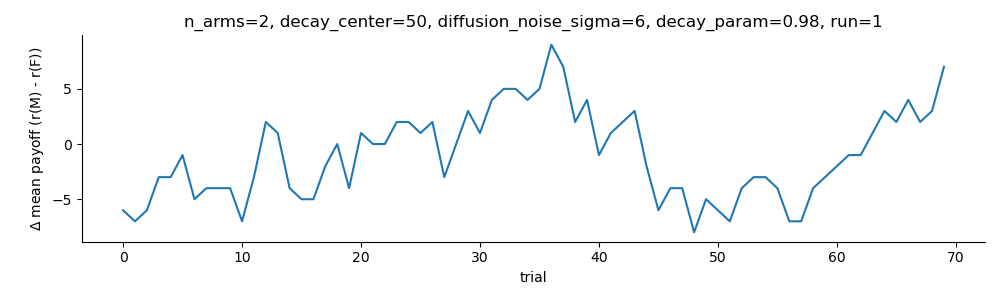 n_arms=2, decay_center=50, diffusion_noise_sigma=6, decay_param=0.98, run=1
Δ mean payoff (r(M) - r(F))
5
0
−5
0 10 20 30 40 50 60 70
trial